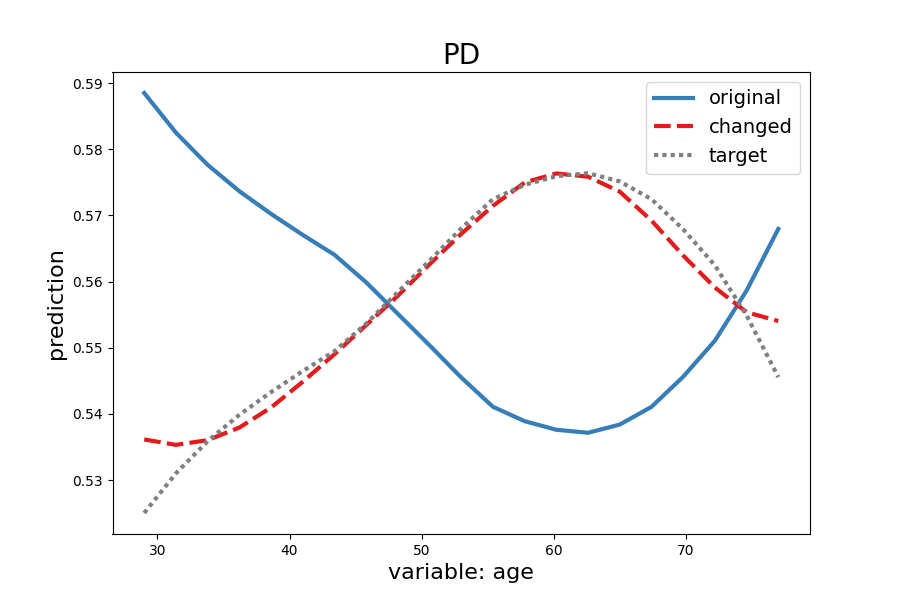 PD
original
changed
target
0.59
0.58
0.57
0.56
0.55
0.54
0.53
prediction
30 40 50 60 70
variable: age